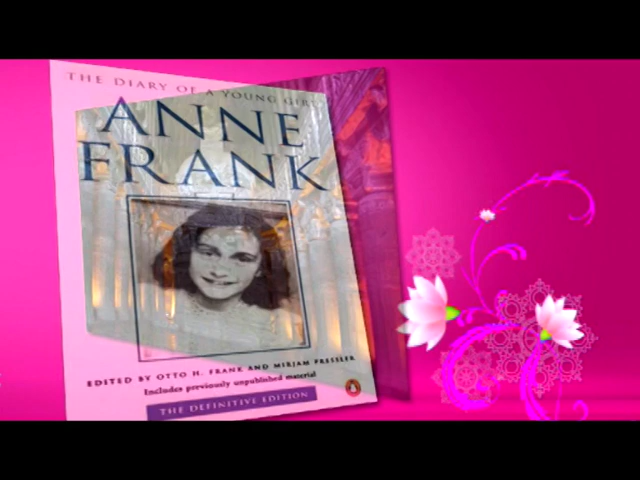 THE DIARY OF A YOUNG GIRL
ANNE
FRANK
EDITED BY OTTO H. FRANK AND MIRJAM PRESSLER
Includes previously unpublished material
THE DEFINITIVE EDITION